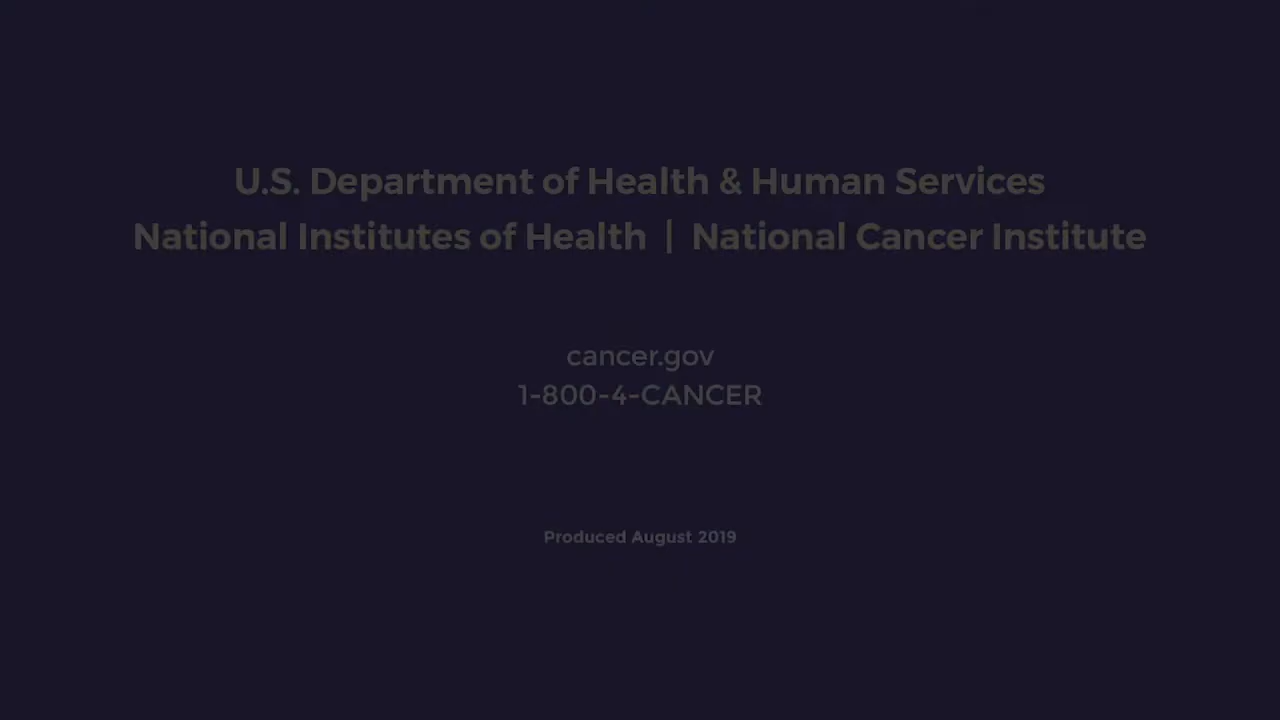 U.S. Department of Health & Human Services
National Institutes of Health | National Cancer Institute
cancer.gov
1-800-4-CANCER
Produced August 2019